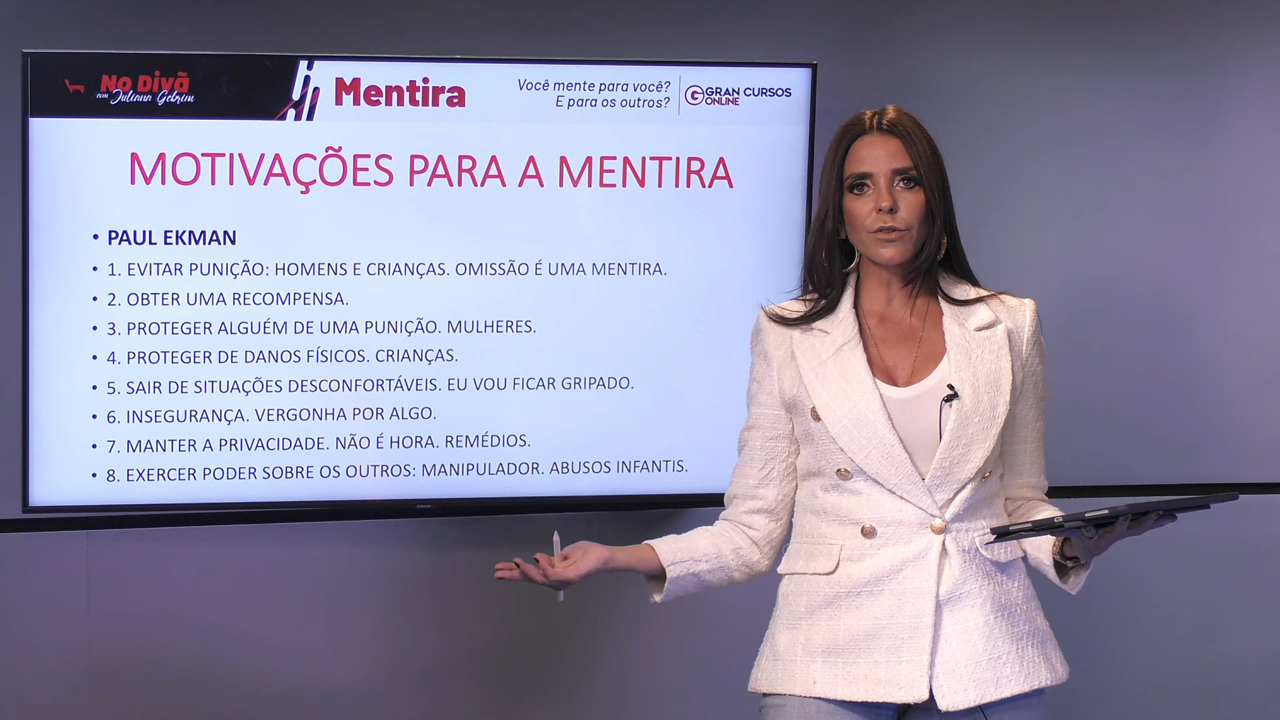 No Divã
com Juliana Gebrim
Mentira
Você mente para você?
E para os outros?
GRAN CURSOS
ONLINE
MOTIVAÇÕES PARA A MENTIRA
• PAUL EKMAN
• 1. EVITAR PUNIÇÃO: HOMENS E CRIANÇAS. OMISSÃO É UMA MENTIRA.
• 2. OBTER UMA RECOMPENSA.
• 3. PROTEGER ALGUÉM DE UMA PUNIÇÃO. MULHERES.
• 4. PROTEGER DE DANOS FÍSICOS. CRIANÇAS.
• 5. SAIR DE SITUAÇÕES DESCONFORTÁVEIS. EU VOU FICAR GRIPADO.
• 6. INSEGURANÇA. VERGONHA POR ALGO.
• 7. MANTER A PRIVACIDADE. NÃO É HORA. REMÉDIOS.
• 8. EXERCER PODER SOBRE OS OUTROS: MANIPULADOR. ABUSOS INFANTIS.